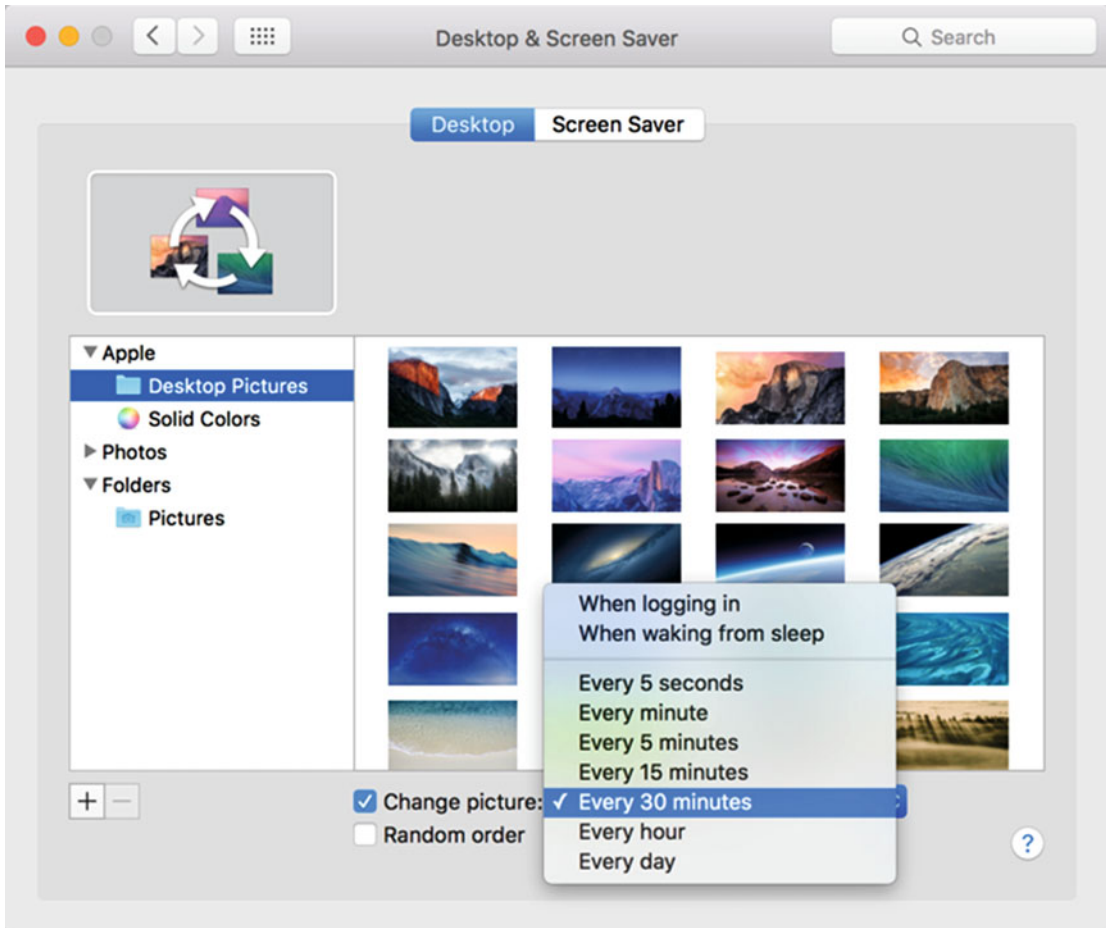 Desktop & Screen Saver
Search
Desktop
Screen Saver
Apple
Desktop Pictures
Solid Colors
Photos
Folders
Pictures
When logging in
When waking from sleep
Every 5 seconds
Every minute
Every 5 minutes
Every 15 minutes
Change picture: ✓ Every 30 minutes
Random order
Every hour
Every day
?